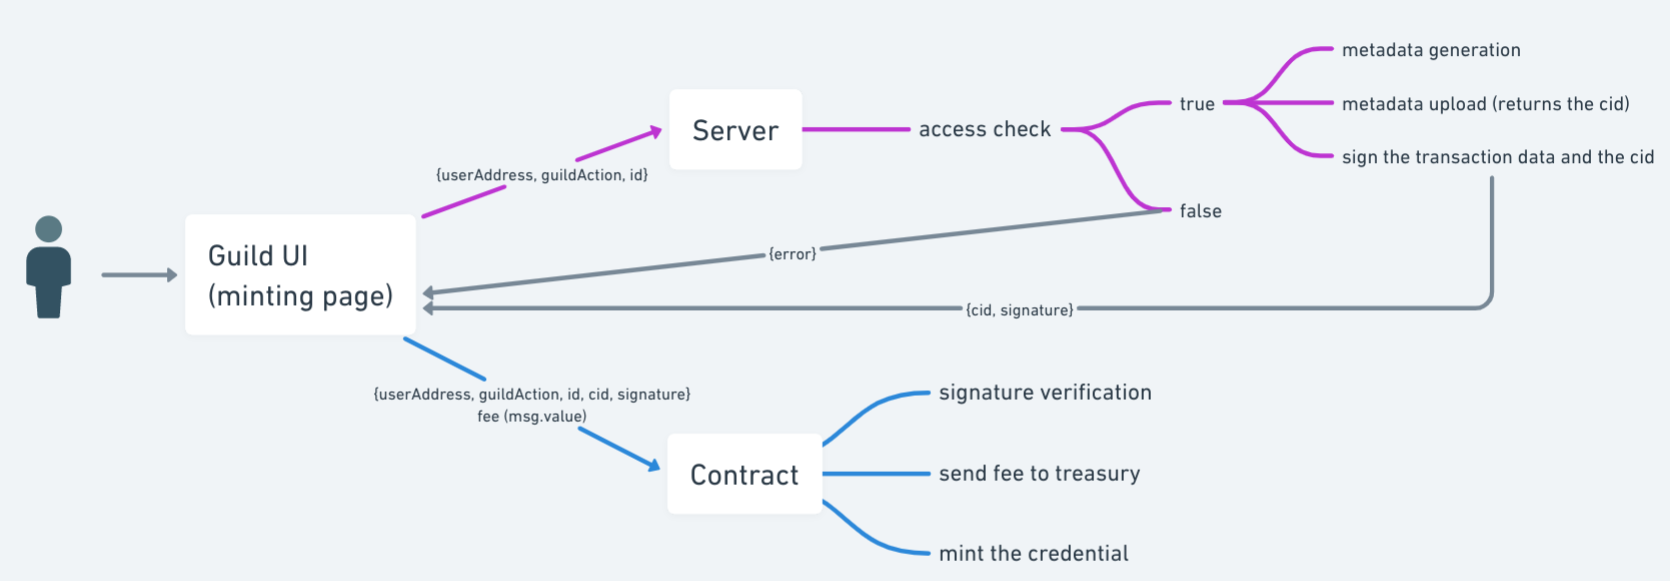 metadata generation
true
metadata upload (returns the cid)
Server
access check
sign the transaction data and the cid
{userAddress, guildAction, id}
false
Guild UI
(minting page)
{error}
{cid, signature}
{userAddress, guildAction, id, cid, signature}
fee (msg.value)
signature verification
Contract
send fee to treasury
mint the credential